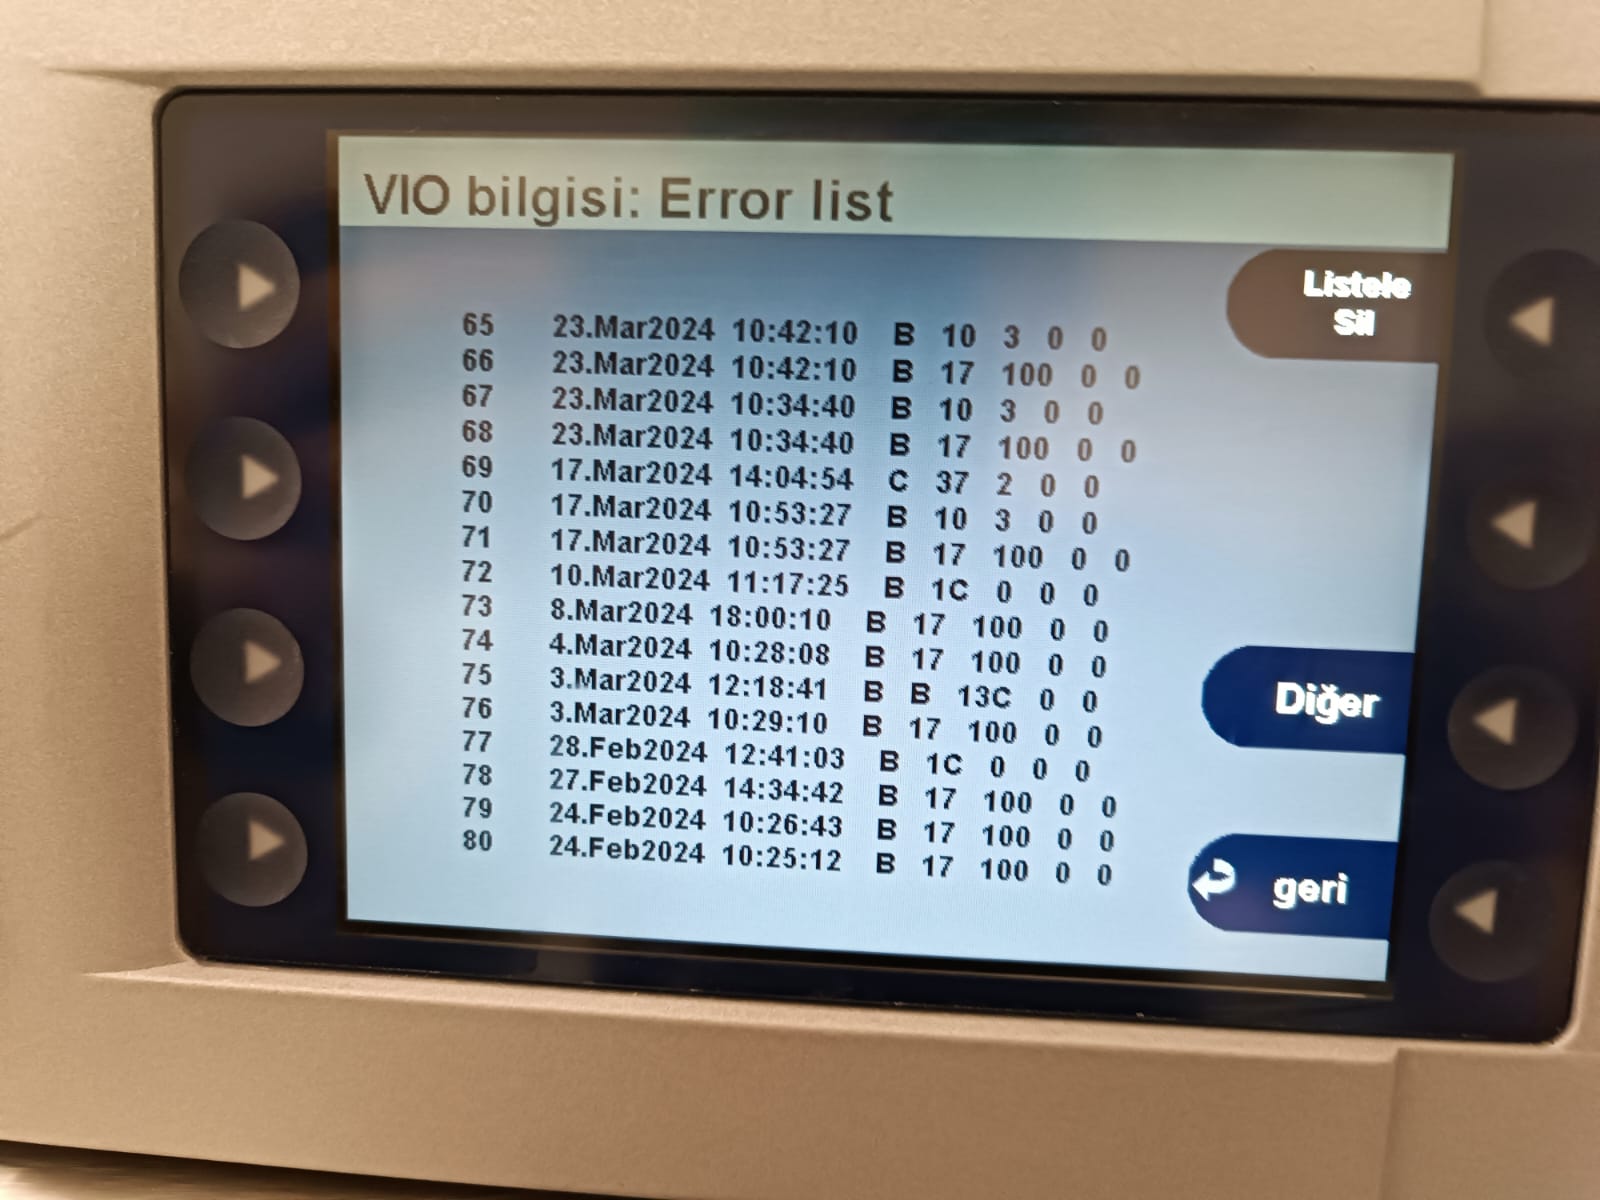 VIO bilgisi: Error list
Listele
Sil
65 23.Mar2024 10:42:10 B 10 3 0 0
66 23.Mar2024 10:42:10 B 17 100 0 0
67 23.Mar2024 10:34:40 B 10 3 0 0
68 23.Mar2024 10:34:40 B 17 100 0 0
69 17.Mar2024 14:04:54 C 37 2 0 0
70 17.Mar2024 10:53:27 B 10 3 0 0
71 17.Mar2024 10:53:27 B 17 100 0 0
72 10.Mar2024 11:17:25 B 1C 0 0 0
73 8.Mar2024 18:00:10 B 17 100 0 0
74 4.Mar2024 10:28:08 B 17 100 0 0
75 3.Mar2024 12:18:41 B B 13C 0 0
76 3.Mar2024 10:29:10 B 17 100 0 0
77 28.Feb2024 12:41:03 B 1C 0 0 0
78 27.Feb2024 14:34:42 B 17 100 0 0
79 24.Feb2024 10:26:43 B 17 100 0 0
80 24.Feb2024 10:25:12 B 17 100 0 0
Diğer
geri